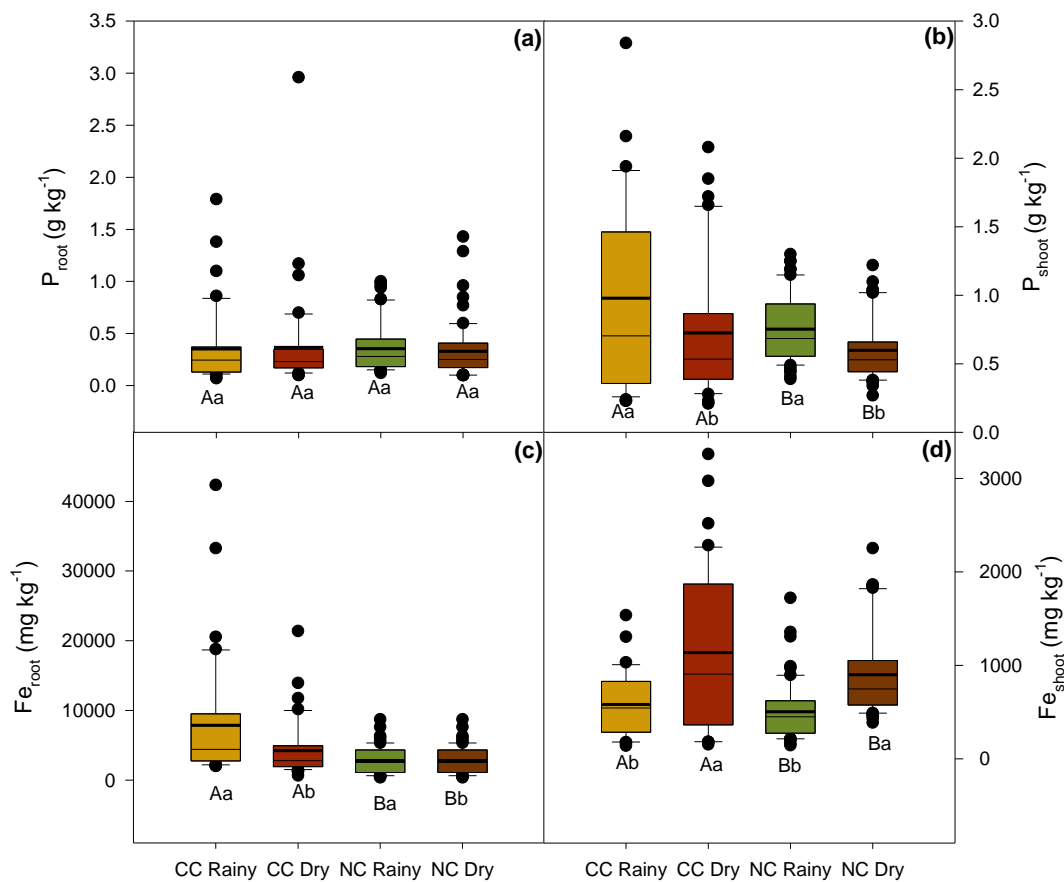 (a)
3.5
3.0
2.5
2.0
1.5
1.0
0.5
0.0
P_root (g kg⁻¹)
Aa Aa Aa Aa
(b)
3.0
2.5
2.0
1.5
1.0
0.5
0.0
P_shoot (g kg⁻¹)
Aa Ab Ba Bb
(c)
40000
30000
20000
10000
0
Fe_root (mg kg⁻¹)
Aa Ab Ba Bb
CC Rainy CC Dry NC Rainy NC Dry
(d)
3000
2000
1000
0
Fe_shoot (mg kg⁻¹)
Ab Aa Bb Ba
CC Rainy CC Dry NC Rainy NC Dry